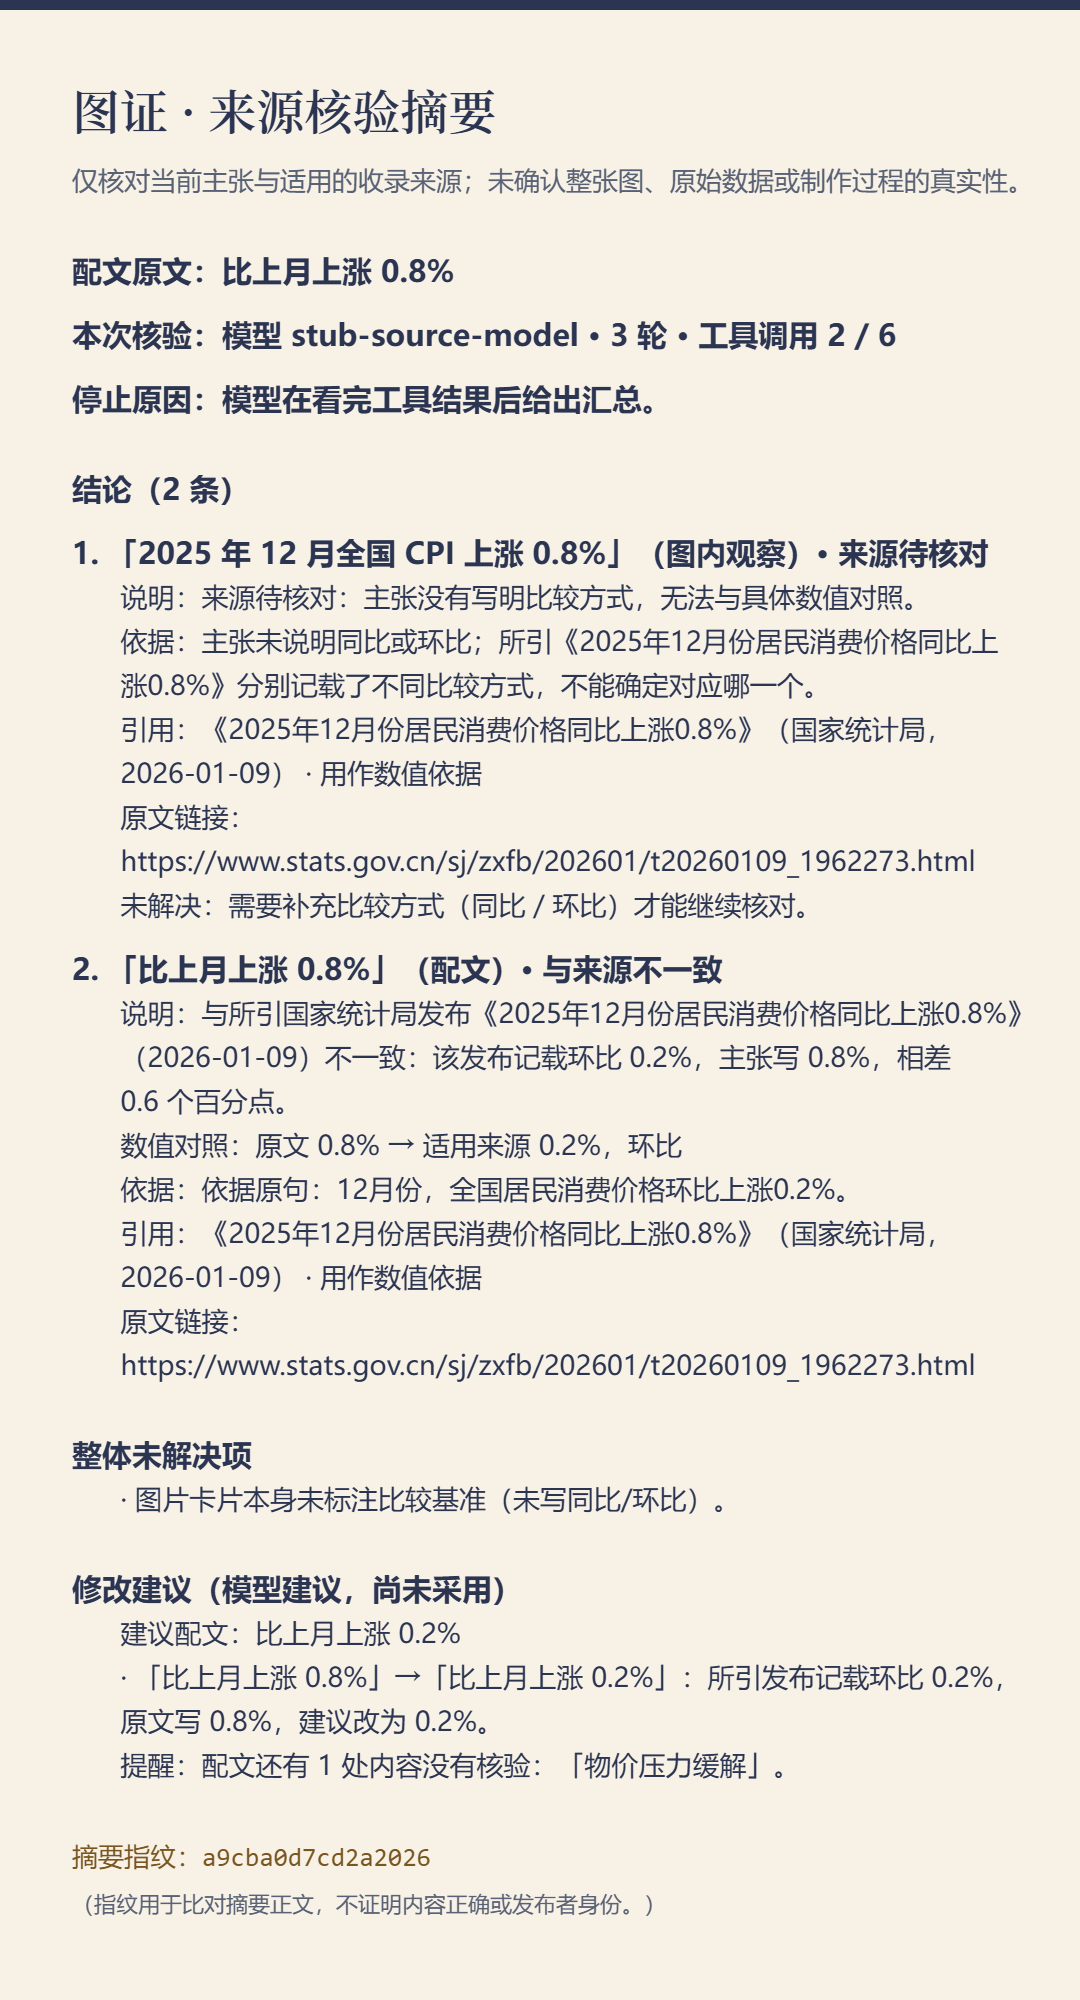 图证 · 来源核验摘要
仅核对当前主张与适用的收录来源；未确认整张图、原始数据或制作过程的真实性。
配文原文：比上月上涨 0.8%
本次核验：模型 stub-source-model • 3 轮 • 工具调用 2 / 6
停止原因：模型在看完工具结果后给出汇总。
结论（2 条）
1. 「2025 年 12 月全国 CPI 上涨 0.8%」（图内观察）• 来源待核对
说明：来源待核对：主张没有写明比较方式，无法与具体数值对照。
依据：主张未说明同比或环比；所引《2025年12月份居民消费价格同比上
涨0.8%》分别记载了不同比较方式，不能确定对应哪一个。
引用：《2025年12月份居民消费价格同比上涨0.8%》（国家统计局，
2026-01-09） · 用作数值依据
原文链接：
https://www.stats.gov.cn/sj/zxfb/202601/t20260109_1962273.html
未解决：需要补充比较方式（同比 / 环比）才能继续核对。
2. 「比上月上涨 0.8%」（配文）• 与来源不一致
说明：与所引国家统计局发布《2025年12月份居民消费价格同比上涨0.8%》
（2026-01-09）不一致：该发布记载环比 0.2%，主张写 0.8%，相差
0.6 个百分点。
数值对照：原文 0.8% → 适用来源 0.2%，环比
依据：依据原句：12月份，全国居民消费价格环比上涨0.2%。
引用：《2025年12月份居民消费价格同比上涨0.8%》（国家统计局，
2026-01-09） · 用作数值依据
原文链接：
https://www.stats.gov.cn/sj/zxfb/202601/t20260109_1962273.html
整体未解决项
· 图片卡片本身未标注比较基准（未写同比/环比）。
修改建议（模型建议，尚未采用）
建议配文：比上月上涨 0.2%
· 「比上月上涨 0.8%」→「比上月上涨 0.2%」：所引发布记载环比 0.2%，
原文写 0.8%，建议改为 0.2%。
提醒：配文还有 1 处内容没有核验：「物价压力缓解」。
摘要指纹：a9cba0d7cd2a2026
（指纹用于比对摘要正文，不证明内容正确或发布者身份。）